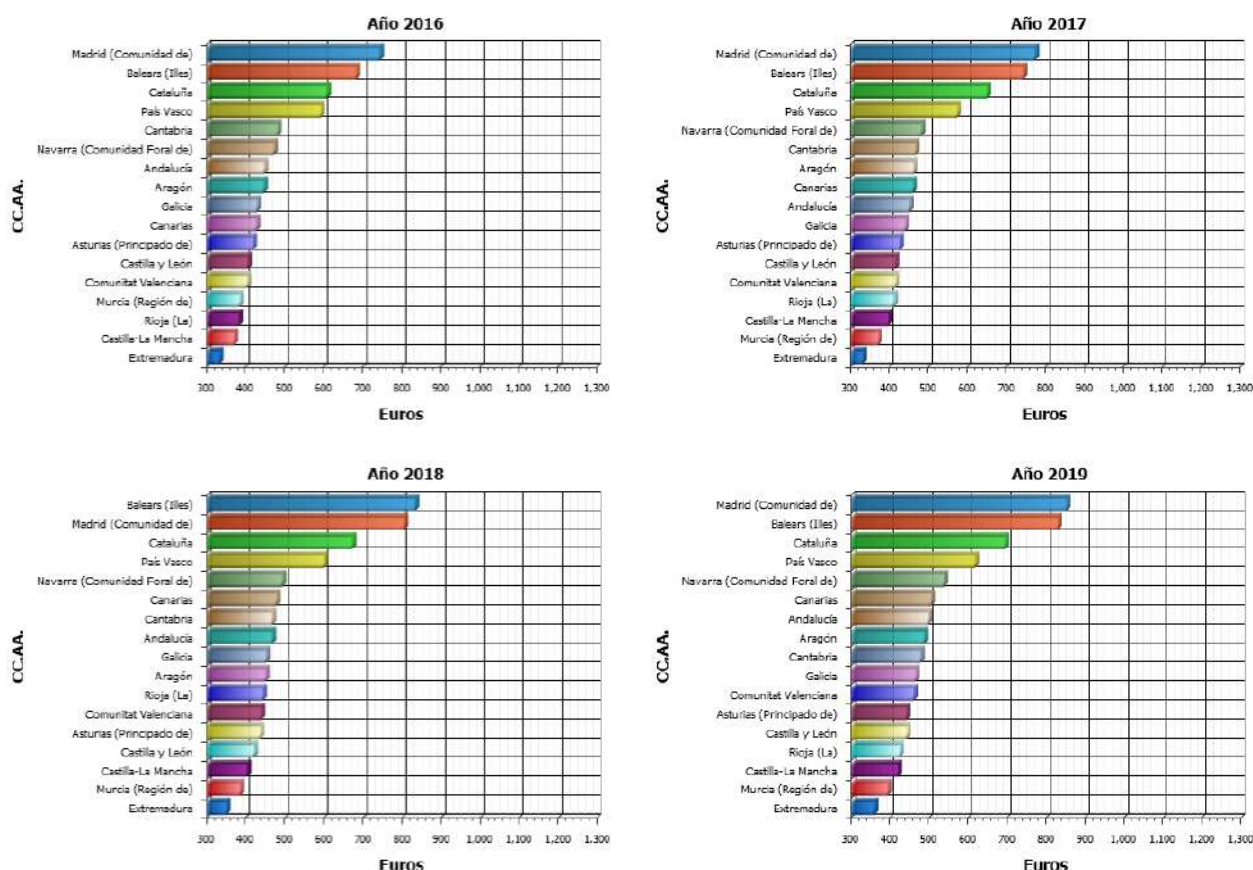 Año 2016
CC.AA.
Madrid (Comunidad de)
Balears (Illes)
Cataluña
País Vasco
Cantabria
Navarra (Comunidad Foral de)
Andalucía
Aragón
Galicia
Canarias
Asturias (Principado de)
Castilla y León
Comunitat Valenciana
Murcia (Región de)
Rioja (La)
Castilla-La Mancha
Extremadura
300 400 500 600 700 800 900 1,000 1,100 1,200 1,300
Euros
Año 2017
CC.AA.
Madrid (Comunidad de)
Balears (Illes)
Cataluña
País Vasco
Navarra (Comunidad Foral de)
Cantabria
Aragón
Canarias
Andalucía
Galicia
Asturias (Principado de)
Castilla y León
Comunitat Valenciana
Rioja (La)
Castilla-La Mancha
Murcia (Región de)
Extremadura
300 400 500 600 700 800 900 1,000 1,100 1,200 1,300
Euros
Año 2018
CC.AA.
Balears (Illes)
Madrid (Comunidad de)
Cataluña
País Vasco
Navarra (Comunidad Foral de)
Canarias
Cantabria
Andalucía
Galicia
Aragón
Rioja (La)
Comunitat Valenciana
Asturias (Principado de)
Castilla y León
Castilla-La Mancha
Murcia (Región de)
Extremadura
300 400 500 600 700 800 900 1,000 1,100 1,200 1,300
Euros
Año 2019
CC.AA.
Madrid (Comunidad de)
Balears (Illes)
Cataluña
País Vasco
Navarra (Comunidad Foral de)
Canarias
Andalucía
Aragón
Cantabria
Galicia
Comunitat Valenciana
Asturias (Principado de)
Castilla y León
Rioja (La)
Castilla-La Mancha
Murcia (Región de)
Extremadura
300 400 500 600 700 800 900 1,000 1,100 1,200 1,300
Euros